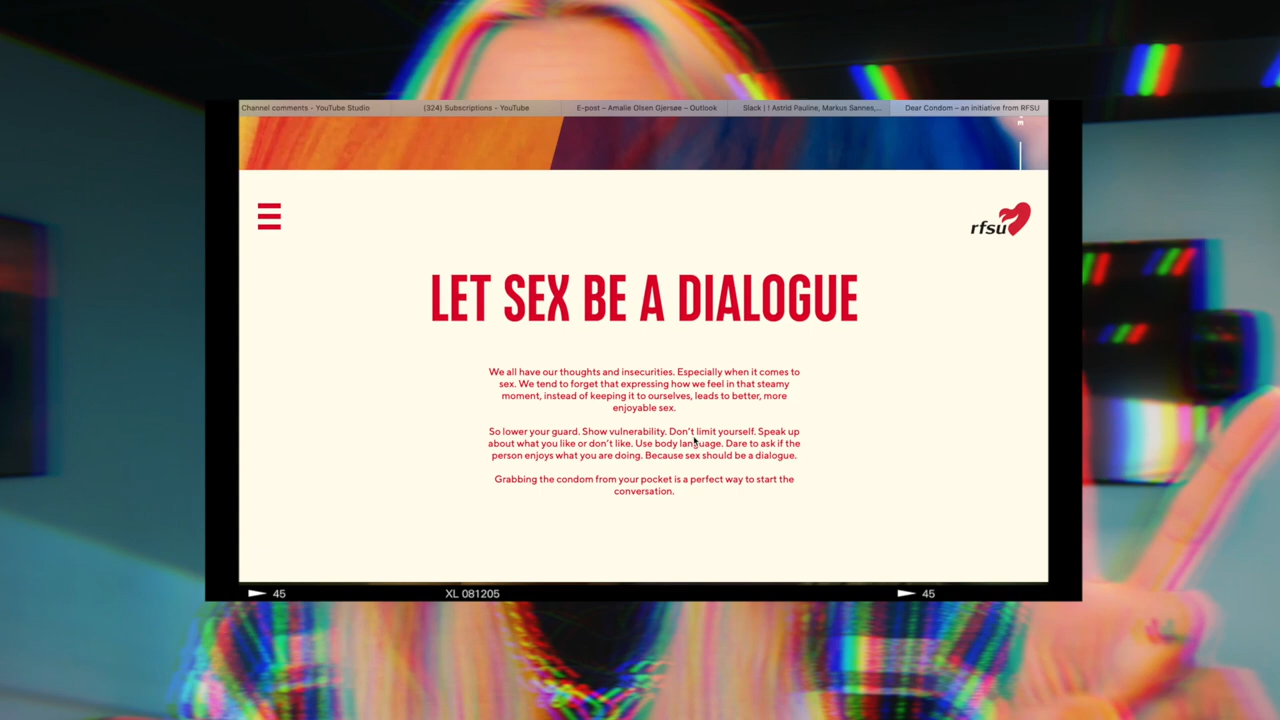 Channel comments - YouTube Studio
(324) Subscriptions - YouTube
E-post – Amalie Olsen Gjersøe – Outlook
Slack | ! Astrid Pauline, Markus Sannes,...
Dear Condom – an initiative from RFSU
rfsu
LET SEX BE A DIALOGUE
We all have our thoughts and insecurities. Especially when it comes to
sex. We tend to forget that expressing how we feel in that steamy
moment, instead of keeping it to ourselves, leads to better, more
enjoyable sex.
So lower your guard. Show vulnerability. Don't limit yourself. Speak up
about what you like or don't like. Use body language. Dare to ask if the
person enjoys what you are doing. Because sex should be a dialogue.
Grabbing the condom from your pocket is a perfect way to start the
conversation.
45
XL 081205
45